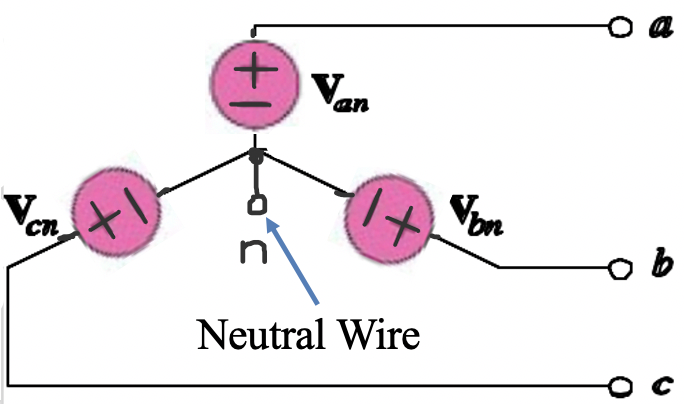 a
+
−
Van
Vcn
+ −
− +
Vbn
n
b
Neutral Wire
c